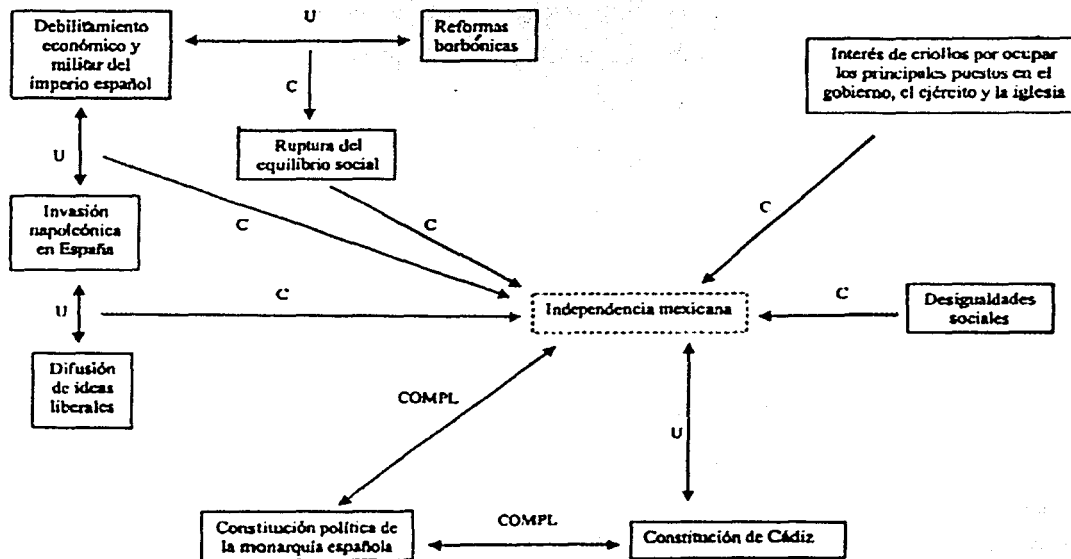 Debilitamiento
económico y
militar del
imperio español
U
Reformas
borbónicas
Interés de criollos por ocupar
los principales puestos en el
gobierno, el ejército y la iglesia
C
Ruptura del
equilibrio social
U
Invasión
napoleónica
en España
C
C
C
U
C
Independencia mexicana
C
Desigualdades
sociales
Difusión
de ideas
liberales
COMPL
U
Constitución política de
la monarquía española
COMPL
Constitución de Cádiz